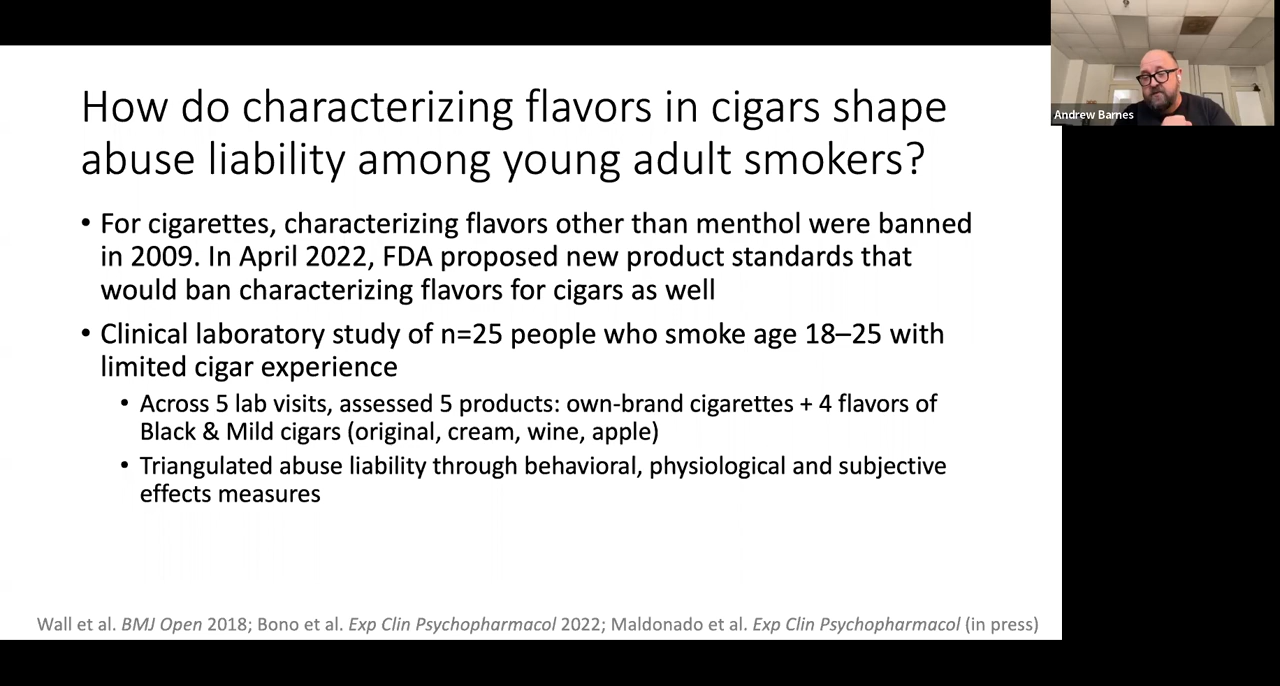 How do characterizing flavors in cigars shape
abuse liability among young adult smokers?
• For cigarettes, characterizing flavors other than menthol were banned
in 2009. In April 2022, FDA proposed new product standards that
would ban characterizing flavors for cigars as well
• Clinical laboratory study of n=25 people who smoke age 18–25 with
limited cigar experience
• Across 5 lab visits, assessed 5 products: own-brand cigarettes + 4 flavors of
Black & Mild cigars (original, cream, wine, apple)
• Triangulated abuse liability through behavioral, physiological and subjective
effects measures
Wall et al. BMJ Open 2018; Bono et al. Exp Clin Psychopharmacol 2022; Maldonado et al. Exp Clin Psychopharmacol (in press)
Andrew Barnes